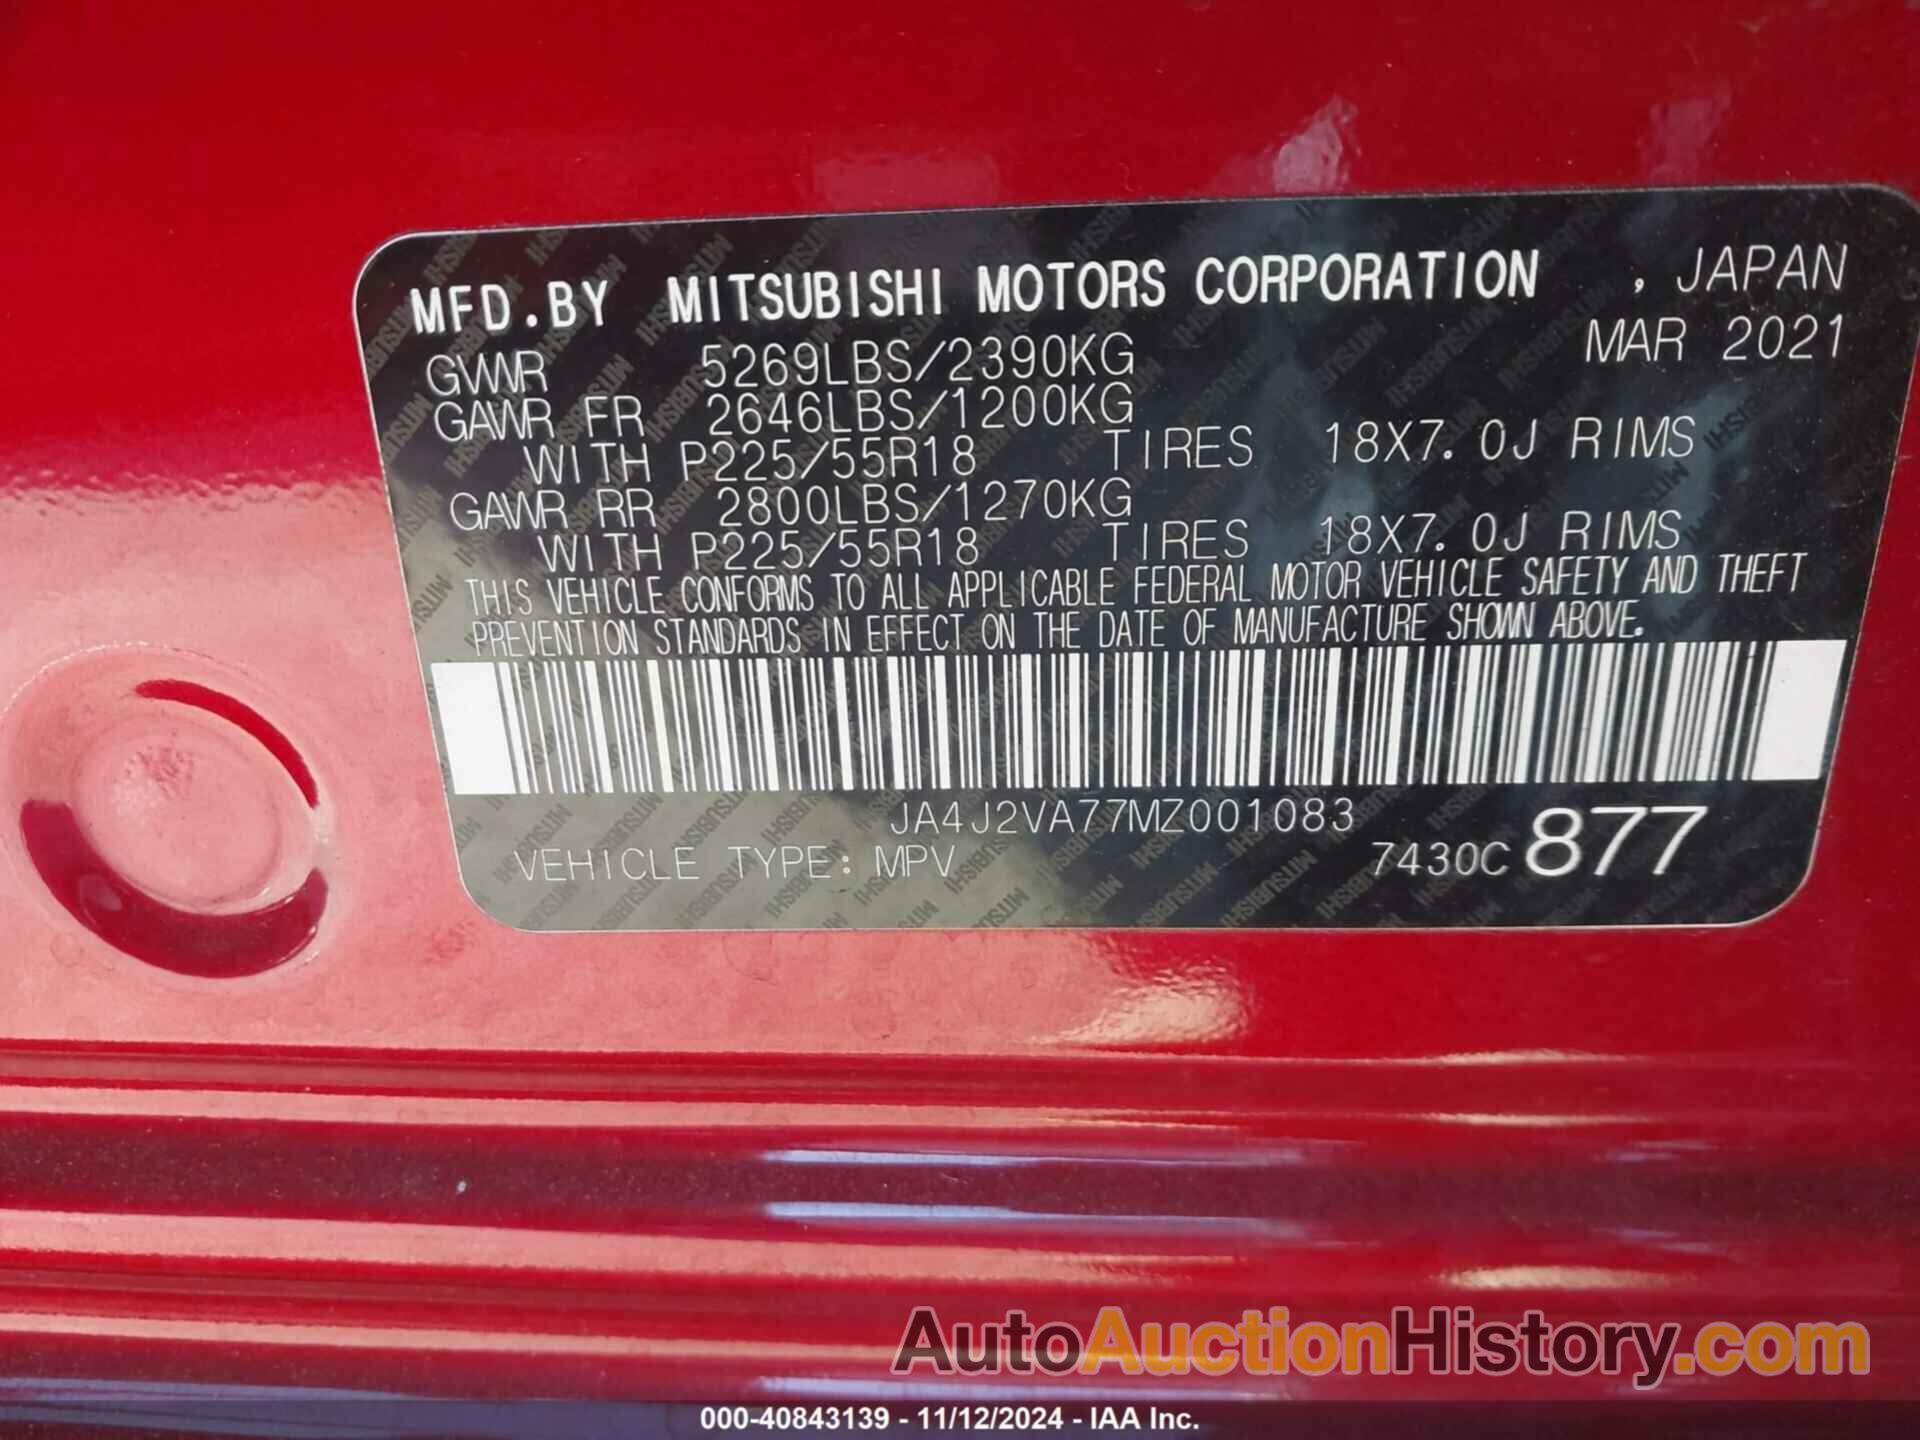 MFD.BY MITSUBISHI MOTORS CORPORATION , JAPAN
GVWR 5269LBS/2390KG MAR 2021
GAWR FR 2646LBS/1200KG
WITH P225/55R18 TIRES 18X7.0J RIMS
GAWR RR 2800LBS/1270KG
WITH P225/55R18 TIRES 18X7.0J RIMS
THIS VEHICLE CONFORMS TO ALL APPLICABLE FEDERAL MOTOR VEHICLE SAFETY AND THEFT
PREVENTION STANDARDS IN EFFECT ON THE DATE OF MANUFACTURE SHOWN ABOVE.
JA4J2VA77MZ001083
VEHICLE TYPE: MPV 7430C 877
AutoAuctionHistory.com
000-40843139 - 11/12/2024 - IAA Inc.